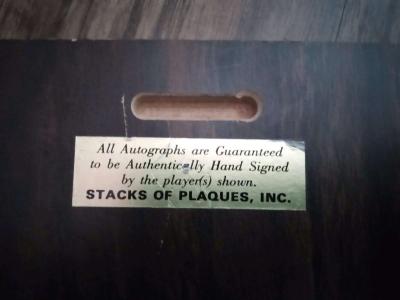 All Autographs are Guaranteed
to be Authentically Hand Signed
by the player(s) shown.
STACKS OF PLAQUES, INC.